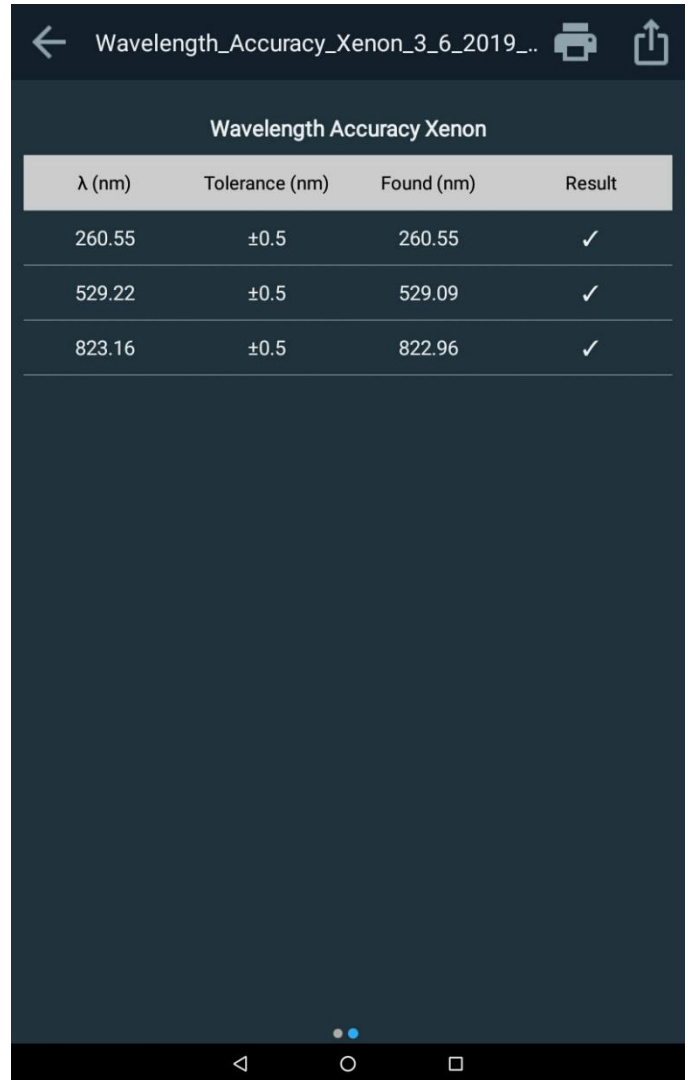 Wavelength_Accuracy_Xenon_3_6_2019_..
Wavelength Accuracy Xenon
λ (nm) Tolerance (nm) Found (nm) Result
260.55 ±0.5 260.55 ✓
529.22 ±0.5 529.09 ✓
823.16 ±0.5 822.96 ✓